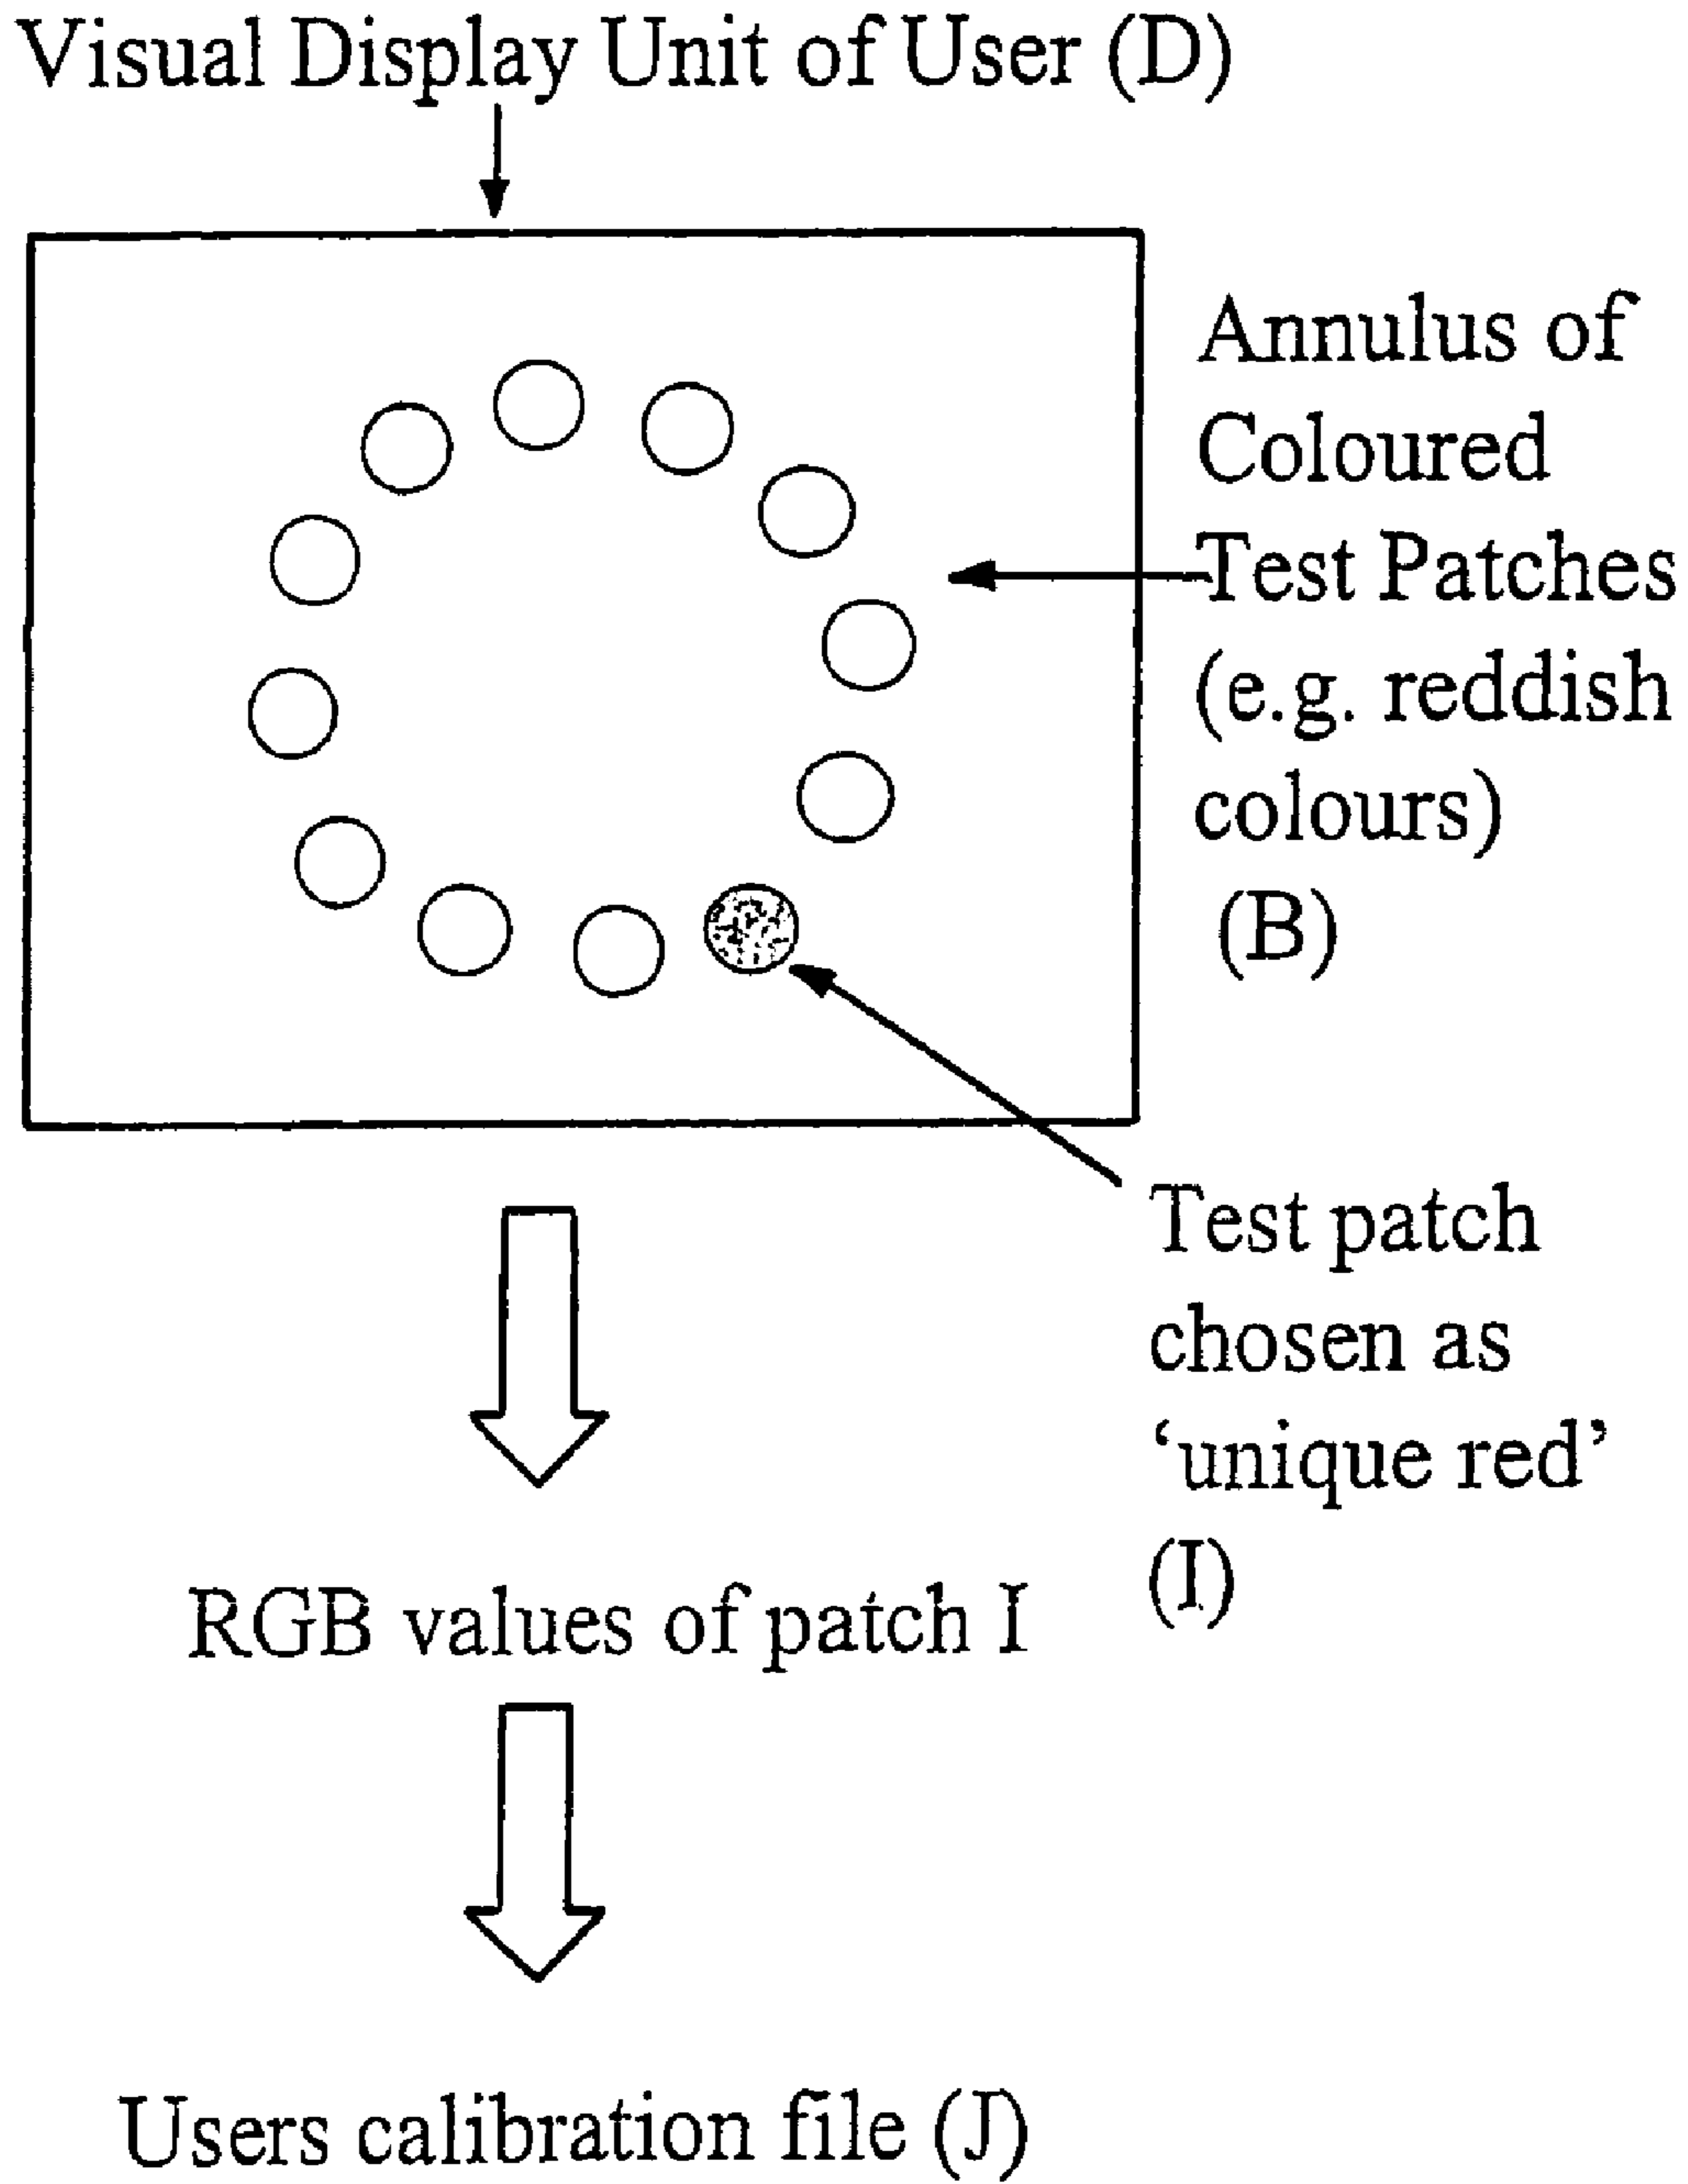 Visual Display Unit of User (D)
Annulus of
Coloured
Test Patches
(e.g. reddish
colours)
(B)
Test patch
chosen as
‘unique red’
(I)
RGB values of patch I
Users calibration file (J)